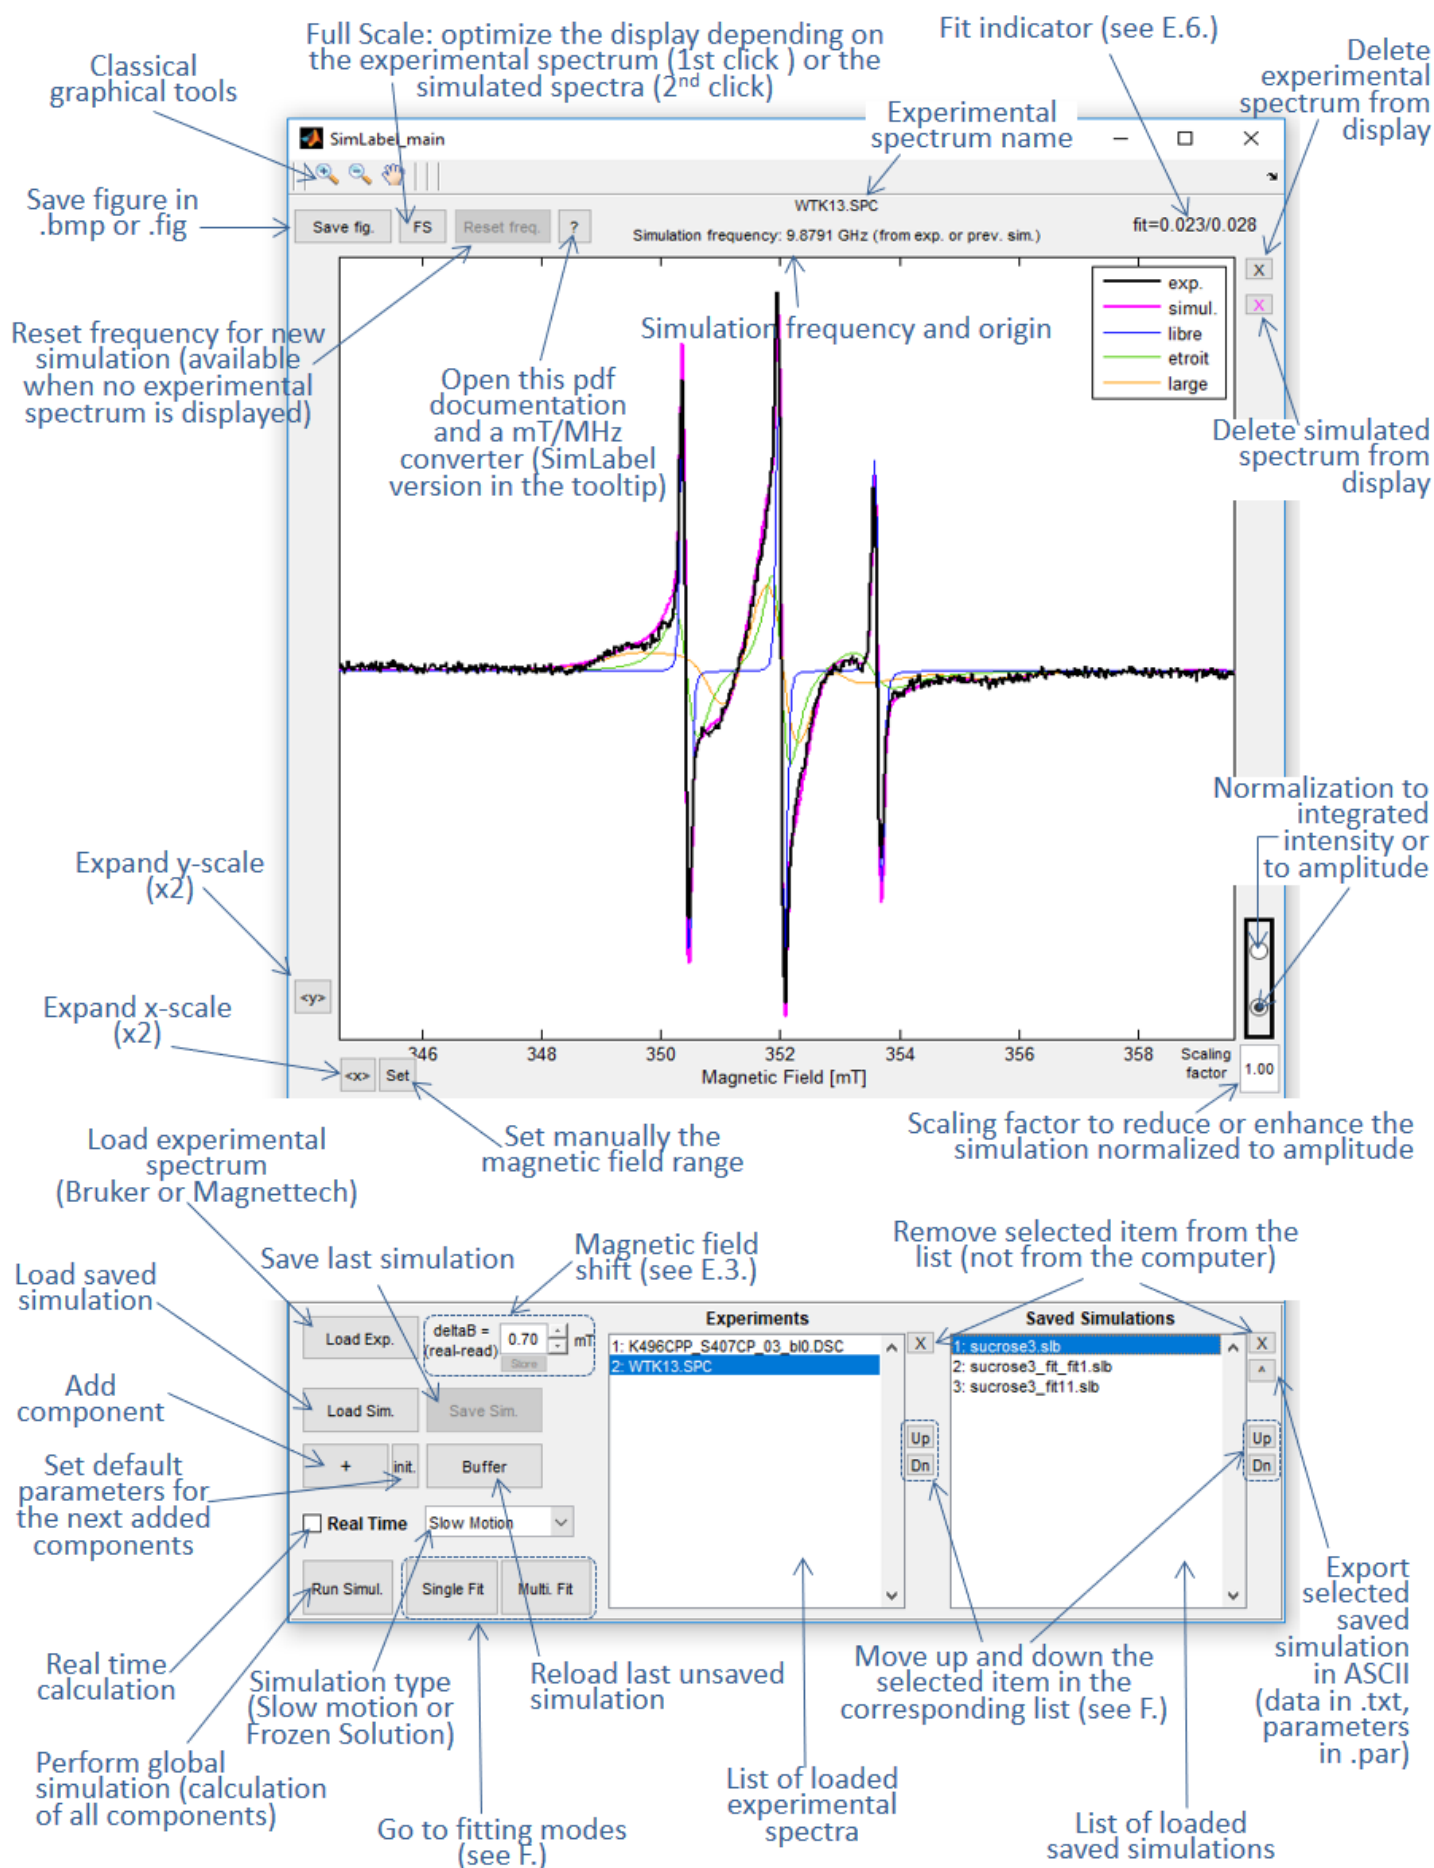 Full Scale: optimize the display depending on
the experimental spectrum (1st click ) or the
simulated spectra (2nd click)
Fit indicator (see E.6.)
Classical
graphical tools
Delete
experimental
spectrum from
display
Experimental
spectrum name
SimLabel_main
Save figure in
.bmp or .fig
Save fig.
FS
Reset freq.
?
WTK13.SPC
Simulation frequency: 9.8791 GHz (from exp. or prev. sim.)
fit=0.023/0.028
X
X
exp.
simul.
libre
etroit
large
Simulation frequency and origin
Reset frequency for new
simulation (available
when no experimental
spectrum is displayed)
Open this pdf
documentation
and a mT/MHz
converter (SimLabel
version in the tooltip)
Delete simulated
spectrum from
display
Normalization to
integrated
intensity or
to amplitude
Expand y-scale
(x2)
<y>
Expand x-scale
(x2)
<x>
Set
346
348
350
352
354
356
358
Magnetic Field [mT]
Scaling
factor
1.00
Set manually the
magnetic field range
Scaling factor to reduce or enhance the
simulation normalized to amplitude
Load experimental
spectrum
(Bruker or Magnettech)
Save last simulation
Magnetic field
shift (see E.3.)
Remove selected item from the
list (not from the computer)
Load saved
simulation
Load Exp.
deltaB =
(real-read)
0.70
mT
Store
Experiments
1: K496CPP_S407CP_03_bl0.DSC
2: WTK13.SPC
X
Up
Dn
Saved Simulations
1: sucrose3.slb
2: sucrose3_fit_fit1.slb
3: sucrose3_fit11.slb
X
^
Up
Dn
Add
component
Load Sim.
Save Sim.
Set default
parameters for
the next added
components
+
init.
Buffer
Real Time
Slow Motion
Run Simul.
Single Fit
Multi. Fit
Real time
calculation
Simulation type
(Slow motion or
Frozen Solution)
Reload last unsaved
simulation
Move up and down the
selected item in the
corresponding list (see F.)
Export
selected
saved
simulation
in ASCII
(data in .txt,
parameters
in .par)
Perform global
simulation (calculation
of all components)
Go to fitting modes
(see F.)
List of loaded
experimental
spectra
List of loaded
saved simulations